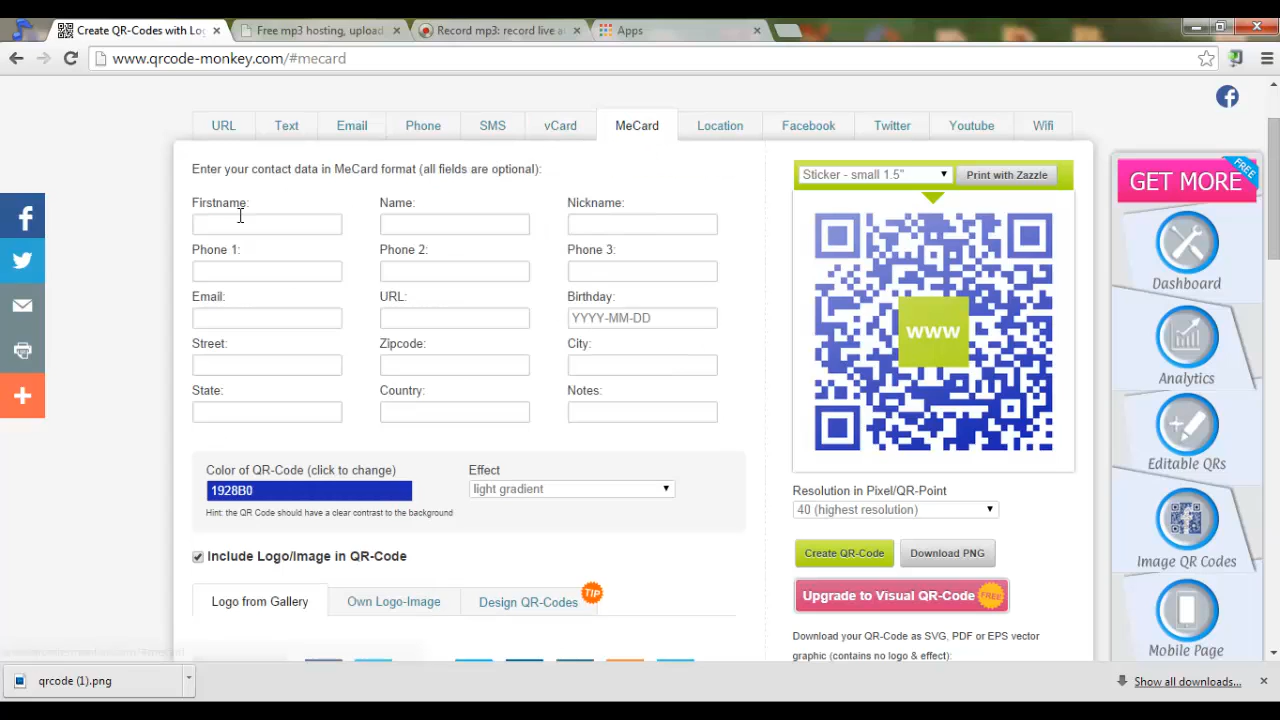 Create QR-Codes with Log
Free mp3 hosting, upload
Record mp3: record live a
Apps
www.qrcode-monkey.com/#mecard
URL Text Email Phone SMS vCard MeCard Location Facebook Twitter Youtube Wifi
Enter your contact data in MeCard format (all fields are optional):
Firstname: Name: Nickname:
Phone 1: Phone 2: Phone 3:
Email: URL: Birthday:
YYYY-MM-DD
Street: Zipcode: City:
State: Country: Notes:
Color of QR-Code (click to change) Effect
1928B0 light gradient
Hint: the QR Code should have a clear contrast to the background
Include Logo/Image in QR-Code
Logo from Gallery Own Logo-Image Design QR-Codes TIP
Sticker - small 1.5" Print with Zazzle
www
Resolution in Pixel/QR-Point
40 (highest resolution)
Create QR-Code Download PNG
Upgrade to Visual QR-Code FREE
Download your QR-Code as SVG, PDF or EPS vector
graphic (contains no logo & effect):
FREE
GET MORE
Dashboard
Analytics
Editable QRs
Image QR Codes
Mobile Page
qrcode (1).png
Show all downloads...